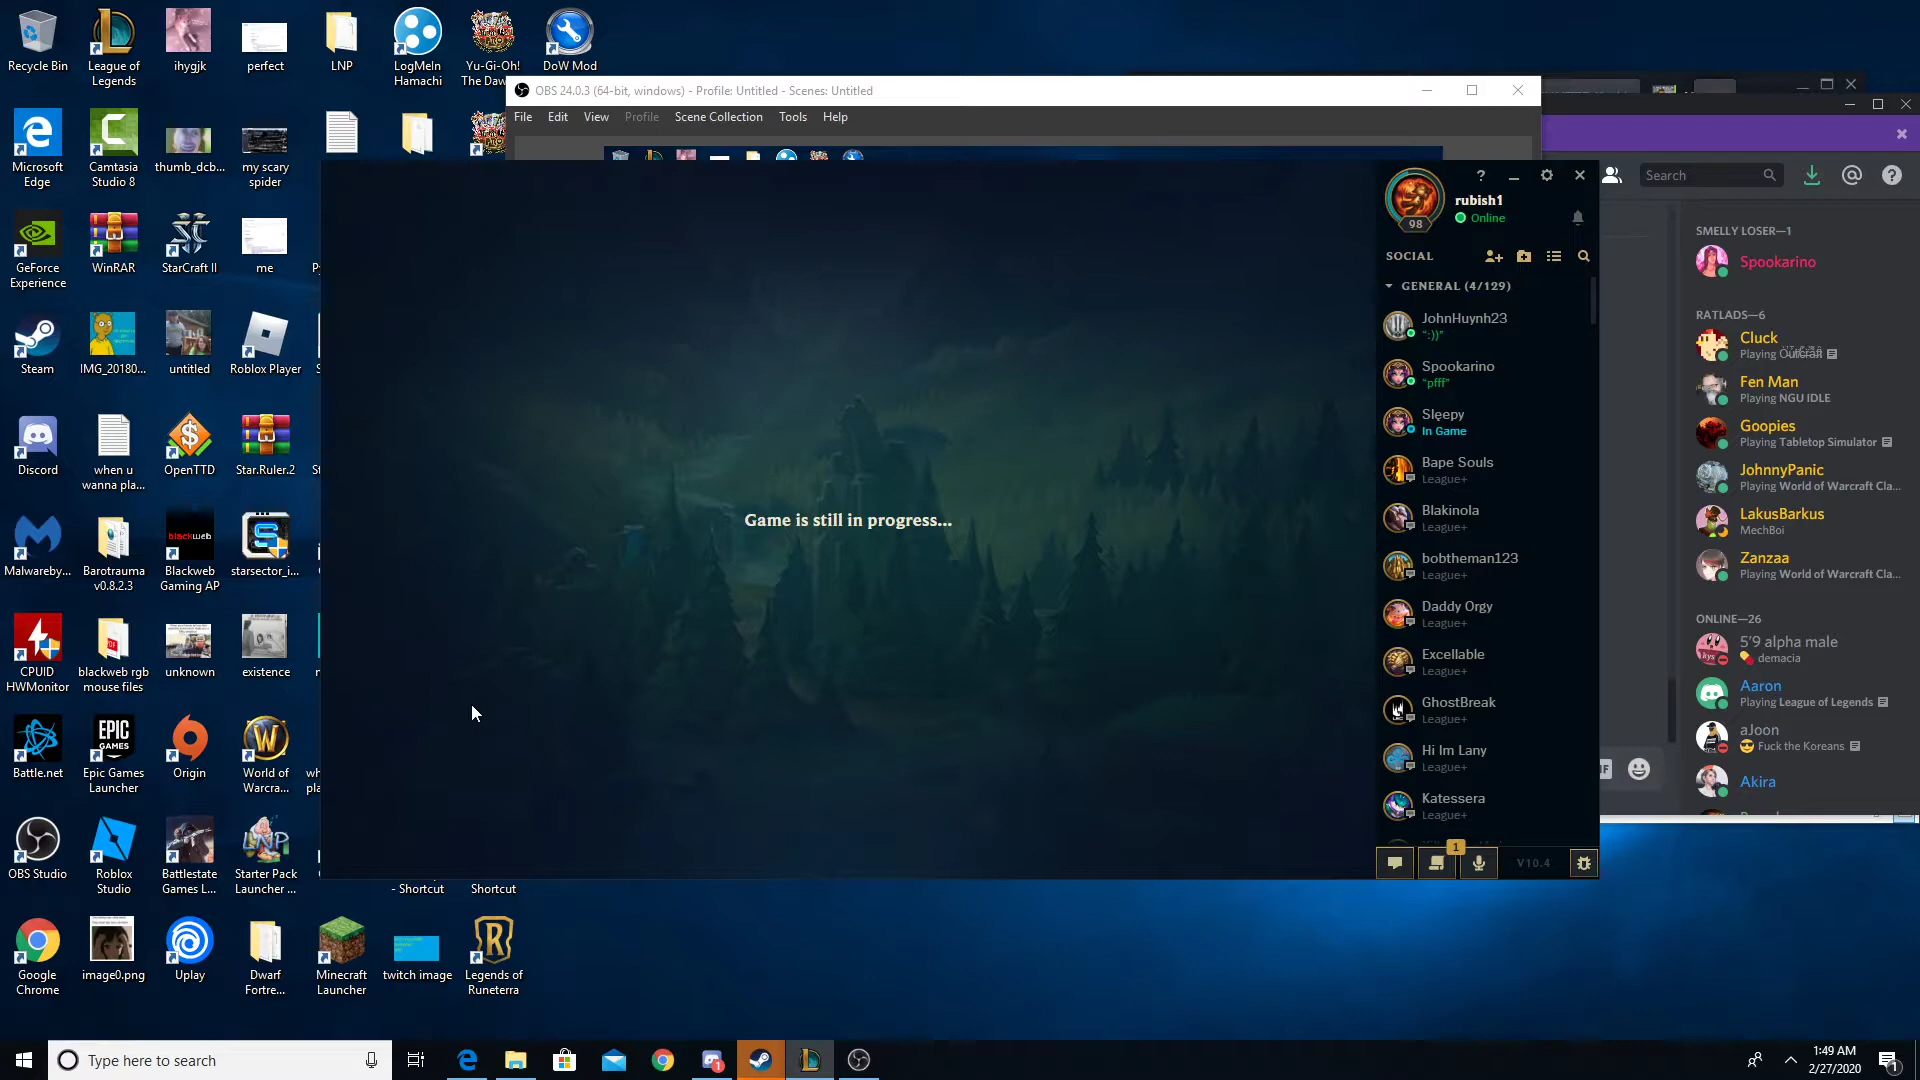 Recycle Bin
League of
Legends
ihygjk
perfect
LNP
LogMeIn
Hamachi
Yu-Gi-Oh!
The Daw...
DoW Mod
Microsoft
Edge
Camtasia
Studio 8
thumb_dcb...
my scary
spider
GeForce
Experience
WinRAR
StarCraft II
me
Steam
IMG_20180...
untitled
Roblox Player
Discord
when u
wanna pla...
OpenTTD
Star.Ruler.2
Malwareby...
Barotrauma
v0.8.2.3
blackweb
Blackweb
Gaming AP
starsector_i...
CPUID
HWMonitor
blackweb rgb
mouse files
unknown
existence
Battle.net
EPIC
GAMES
Epic Games
Launcher
Origin
World of
Warcra...
OBS Studio
Roblox
Studio
Battlestate
Games L...
LNP
Starter Pack
Launcher ...
- Shortcut
Shortcut
Google
Chrome
image0.png
Uplay
Dwarf
Fortre...
Minecraft
Launcher
twitch image
Legends of
Runeterra
OBS 24.0.3 (64-bit, windows) - Profile: Untitled - Scenes: Untitled
File Edit View Profile Scene Collection Tools Help
Game is still in progress...
98
rubish1
Online
SOCIAL
GENERAL (4/129)
JohnHuynh23
":))"
Spookarino
"pfff"
Slęepy
In Game
Bape Souls
League+
Blakinola
League+
bobtheman123
League+
Daddy Orgy
League+
Excellable
League+
GhostBreak
League+
Hi Im Lany
League+
Katessera
League+
1
V10.4
Search
SMELLY LOSER—1
Spookarino
RATLADS—6
Cluck
Playing
Fen Man
Playing NGU IDLE
Goopies
Playing Tabletop Simulator
JohnnyPanic
Playing World of Warcraft Cla...
LakusBarkus
MechBoi
Zanzaa
Playing World of Warcraft Cla...
ONLINE—26
5'9 alpha male
demacia
Aaron
Playing League of Legends
aJoon
Fuck the Koreans
Akira
Type here to search
1:49 AM
2/27/2020